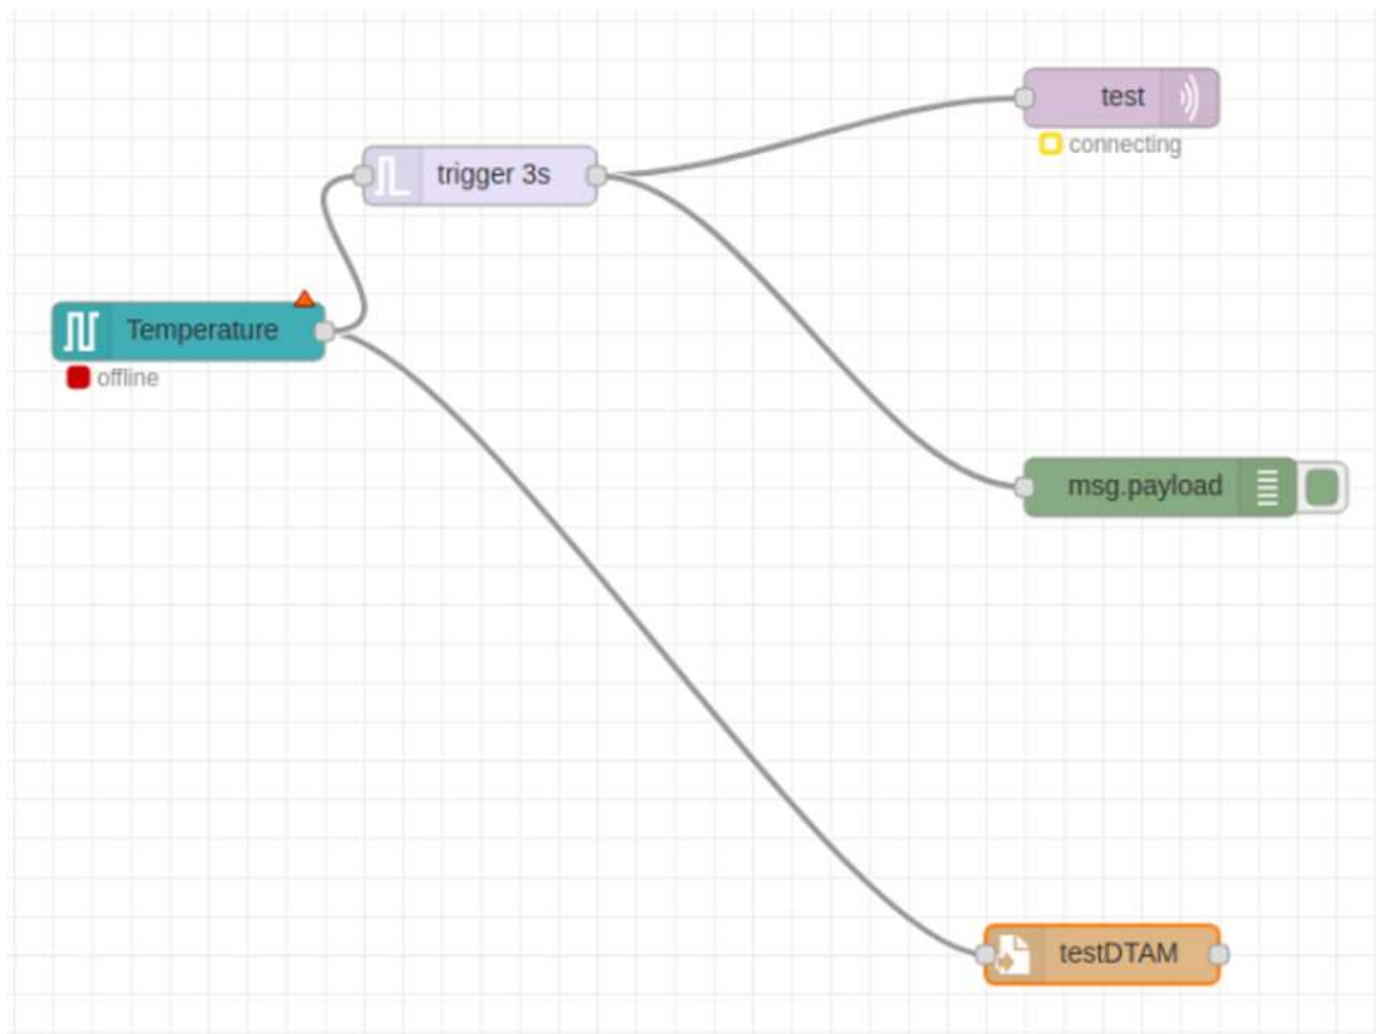 test
connecting
trigger 3s
Temperature
offline
msg.payload
testDTAM